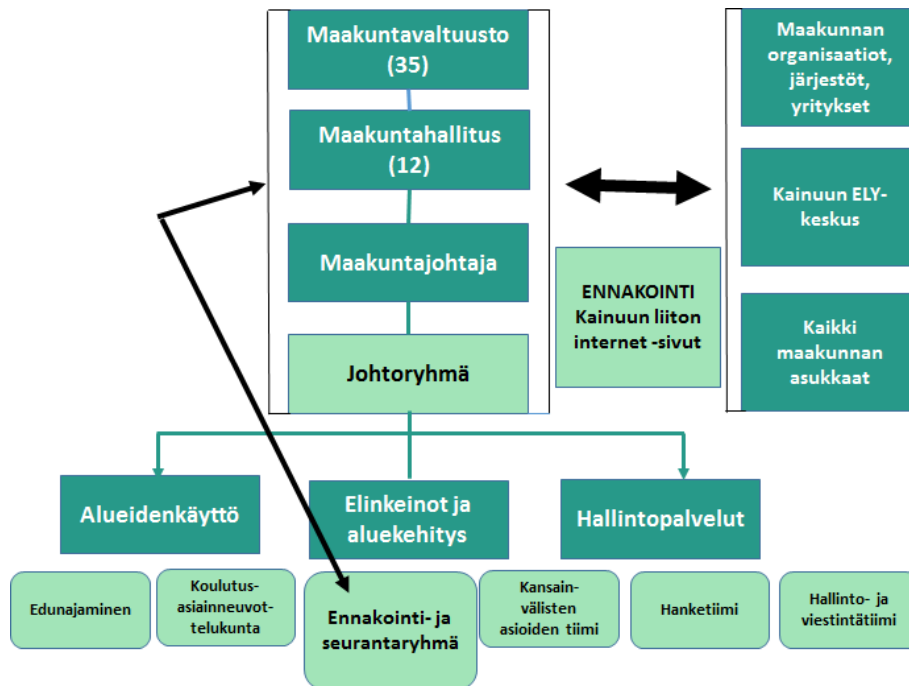 Maakuntavaltuusto
(35)
Maakuntahallitus
(12)
Maakuntajohtaja
Johtoryhmä
ENNAKOINTI
Kainuun liiton
internet -sivut
Maakunnan
organisaatiot,
järjestöt,
yritykset
Kainuun ELY-
keskus
Kaikki
maakunnan
asukkaat
Alueidenkäyttö
Elinkeinot ja
aluekehitys
Hallintopalvelut
Edunajaminen
Koulutus-
asiainneuvot-
telukunta
Ennakointi- ja
seurantaryhmä
Kansain-
välisten
asioiden tiimi
Hanketiimi
Hallinto- ja
viestintätiimi